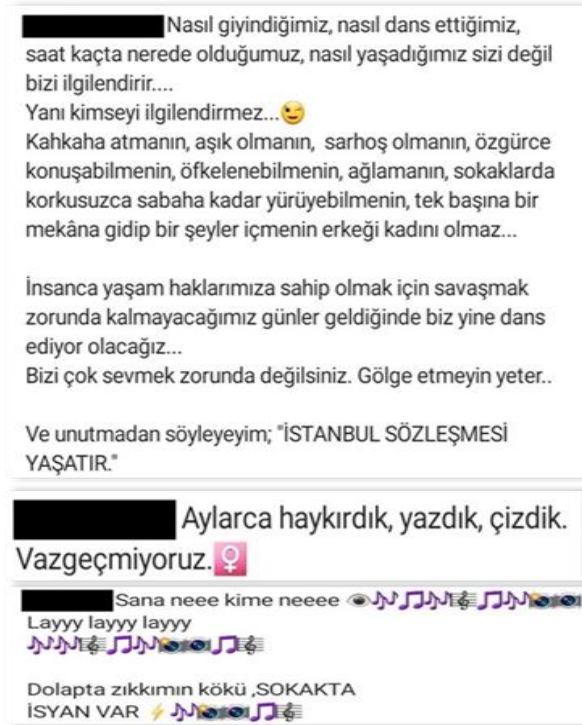 Nasıl giyindiğimiz, nasıl dans ettiğimiz,
saat kaçta nerede olduğumuz, nasıl yaşadığımız sizi değil
bizi ilgilendirir....
Yanı kimseyi ilgilendirmez...😉
Kahkaha atmanın, aşık olmanın, sarhoş olmanın, özgürce
konuşabilmenin, öfkelenebilmenin, ağlamanın, sokaklarda
korkusuzca sabaha kadar yürüyebilmenin, tek başına bir
mekâna gidip bir şeyler içmenin erkeği kadını olmaz...
İnsanca yaşam haklarımıza sahip olmak için savaşmak
zorunda kalmayacağımız günler geldiğinde biz yine dans
ediyor olacağız...
Bizi çok sevmek zorunda değilsiniz. Gölge etmeyin yeter..
Ve unutmadan söyleyeyim; "İSTANBUL SÖZLEŞMESİ
YAŞATIR."
Aylarca haykırdık, yazdık, çizdik.
Vazgeçmiyoruz.♀️
Sana neee kime neeee 👁🎶🎵🎶🎼🎵🎶📸📸
Layyy layyy layyy
🎶🎶🎼🎵🎶📸📸🎵🎼
Dolapta zıkkımın kökü ,SOKAKTA
İSYAN VAR ⚡🎶📸📸🎵🎼